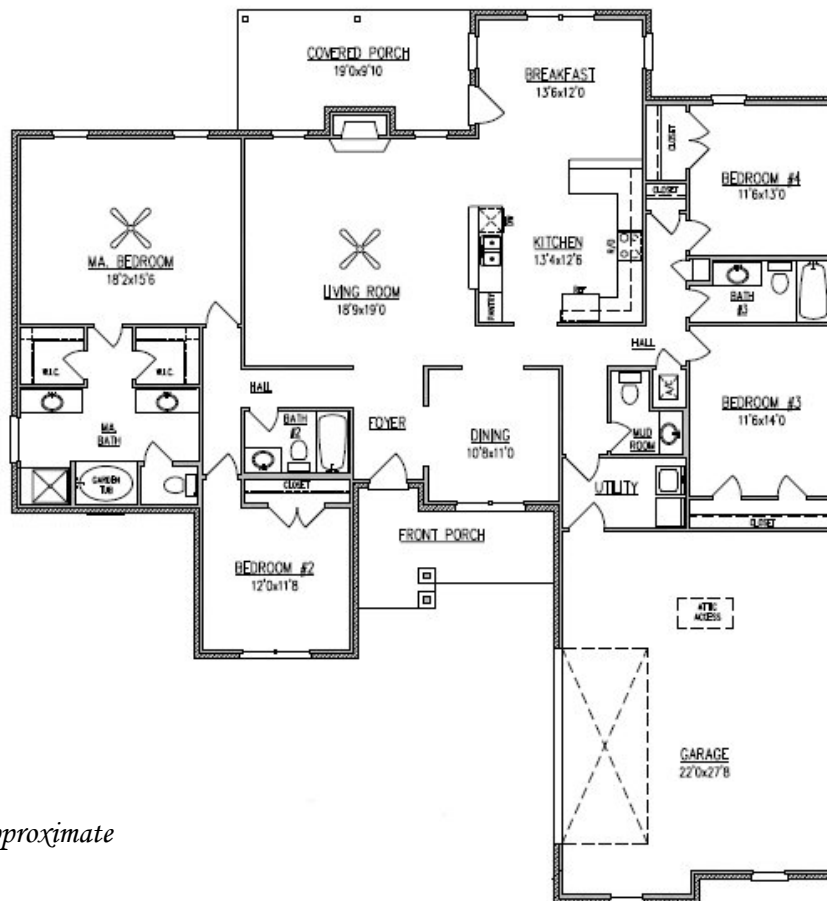 COVERED PORCH
19'0x9'10
BREAKFAST
13'6x12'0
CLOSET
BEDROOM #4
11'6x13'0
CLOSET
MA. BEDROOM
18'2x15'6
LIVING ROOM
18'9x19'0
KITCHEN
13'4x12'6
PANTRY
BATH
#3
HALL
W.I.C.
W.I.C.
HALL
A/C
BEDROOM #3
11'6x14'0
MA.
BATH
BATH
#2
FOYER
DINING
10'8x11'0
MUD
ROOM
GARDEN
TUB
CLOSET
UTILITY
CLOSET
FRONT PORCH
BEDROOM #2
12'0x11'8
ATTIC
ACCESS
GARAGE
22'0x27'8
pproximate